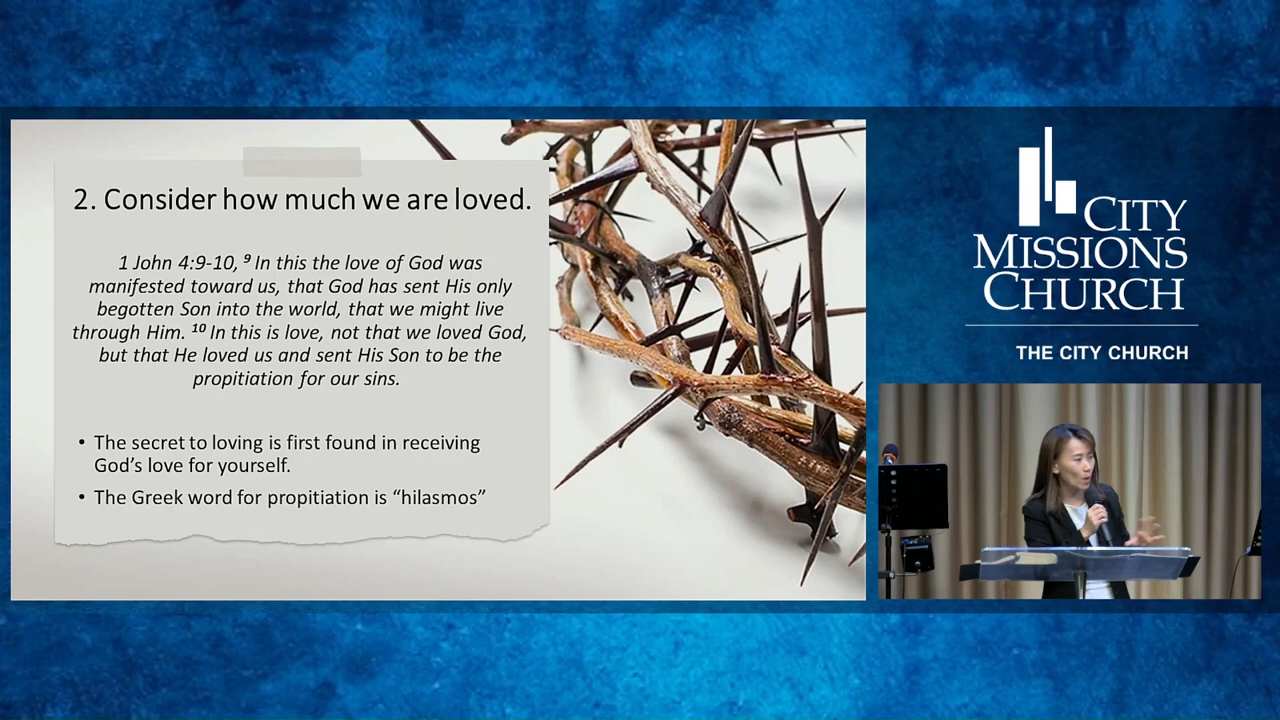 2. Consider how much we are loved.
1 John 4:9-10, ⁹ In this the love of God was
manifested toward us, that God has sent His only
begotten Son into the world, that we might live
through Him. ¹⁰ In this is love, not that we loved God,
but that He loved us and sent His Son to be the
propitiation for our sins.
• The secret to loving is first found in receiving
God's love for yourself.
• The Greek word for propitiation is “hilasmos”
CITY
MISSIONS
CHURCH
THE CITY CHURCH